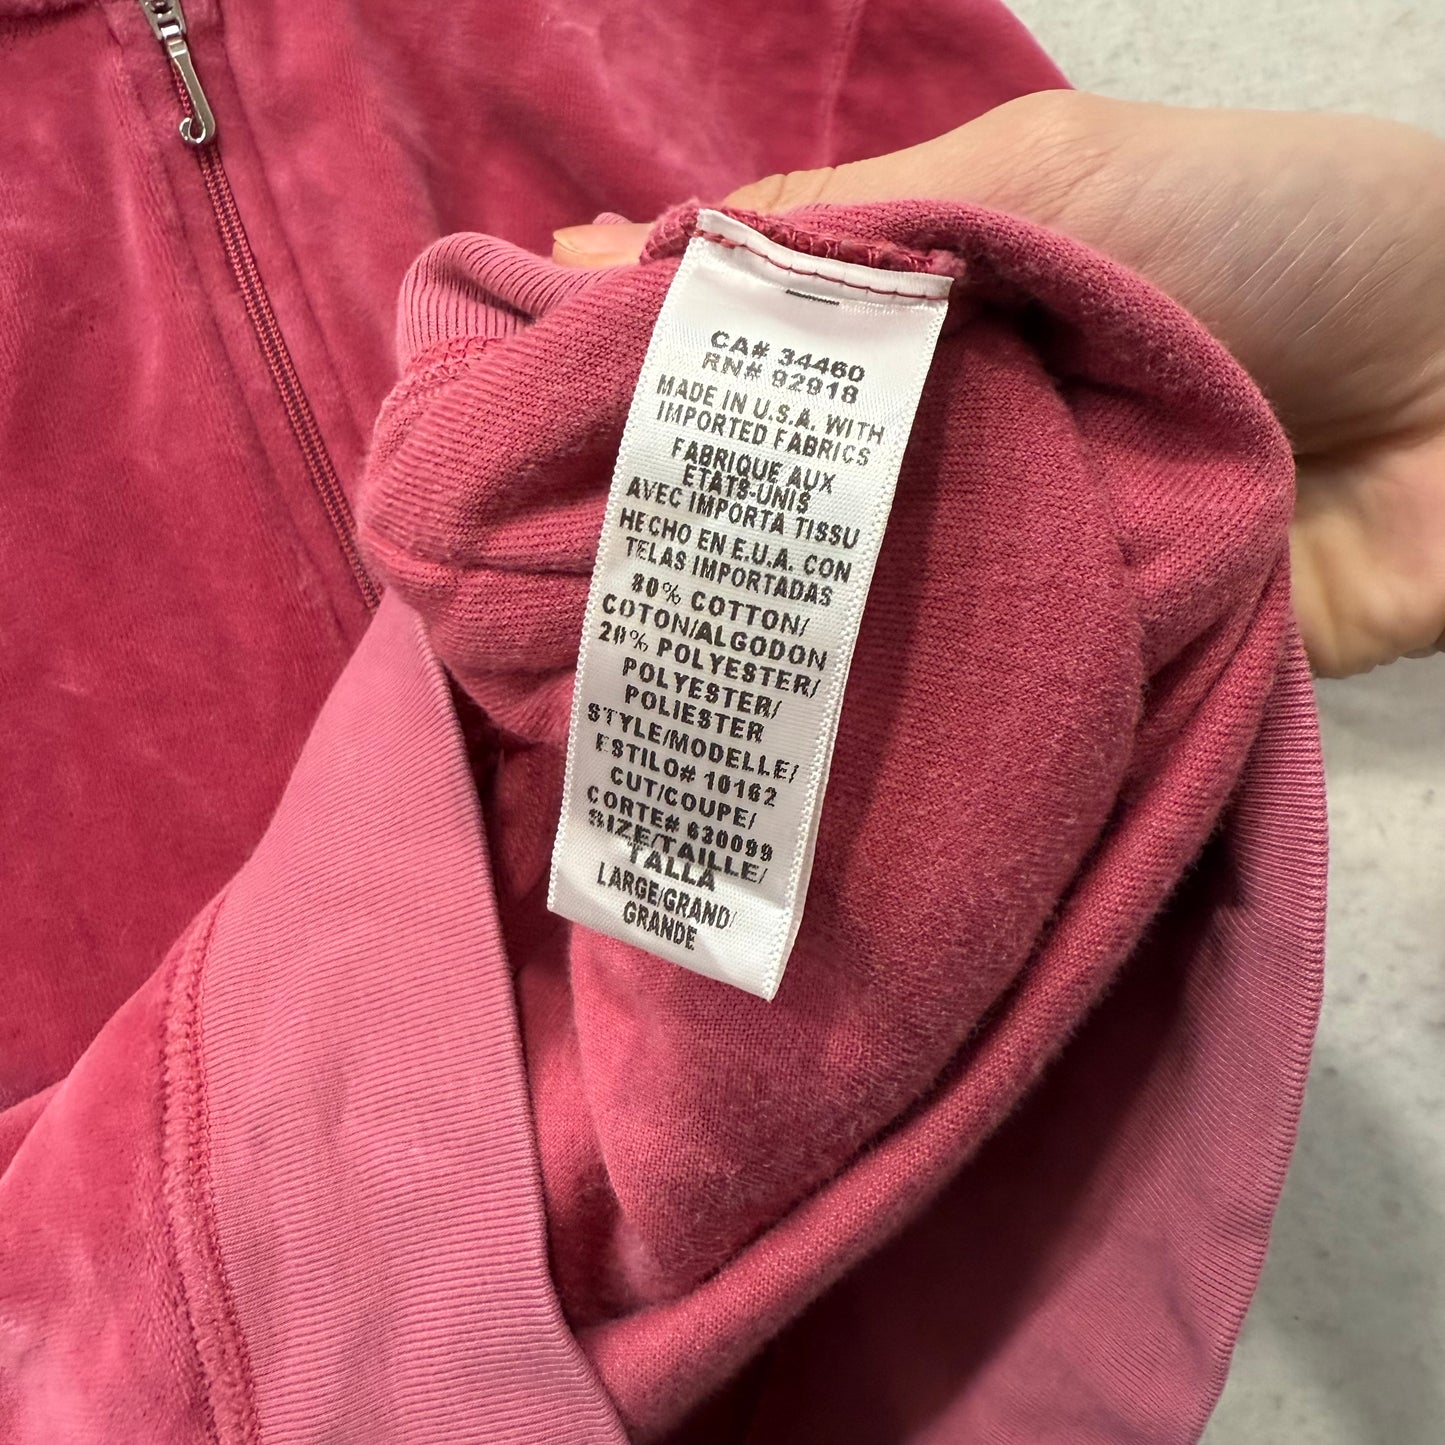 CA# 34460
RN# 92918
MADE IN U.S.A. WITH
IMPORTED FABRICS
FABRIQUE AUX
ETATS-UNIS
AVEC IMPORTA TISSU
HECHO EN E.U.A. CON
TELAS IMPORTADAS
80% COTTON/
COTON/ALGODON
20% POLYESTER/
POLYESTER/
POLIESTER
STYLE/MODELLE/
ESTILO# 10162
CUT/COUPE/
CORTE# 630099
SIZE/TAILLE/
TALLA
LARGE/GRAND/
GRANDE